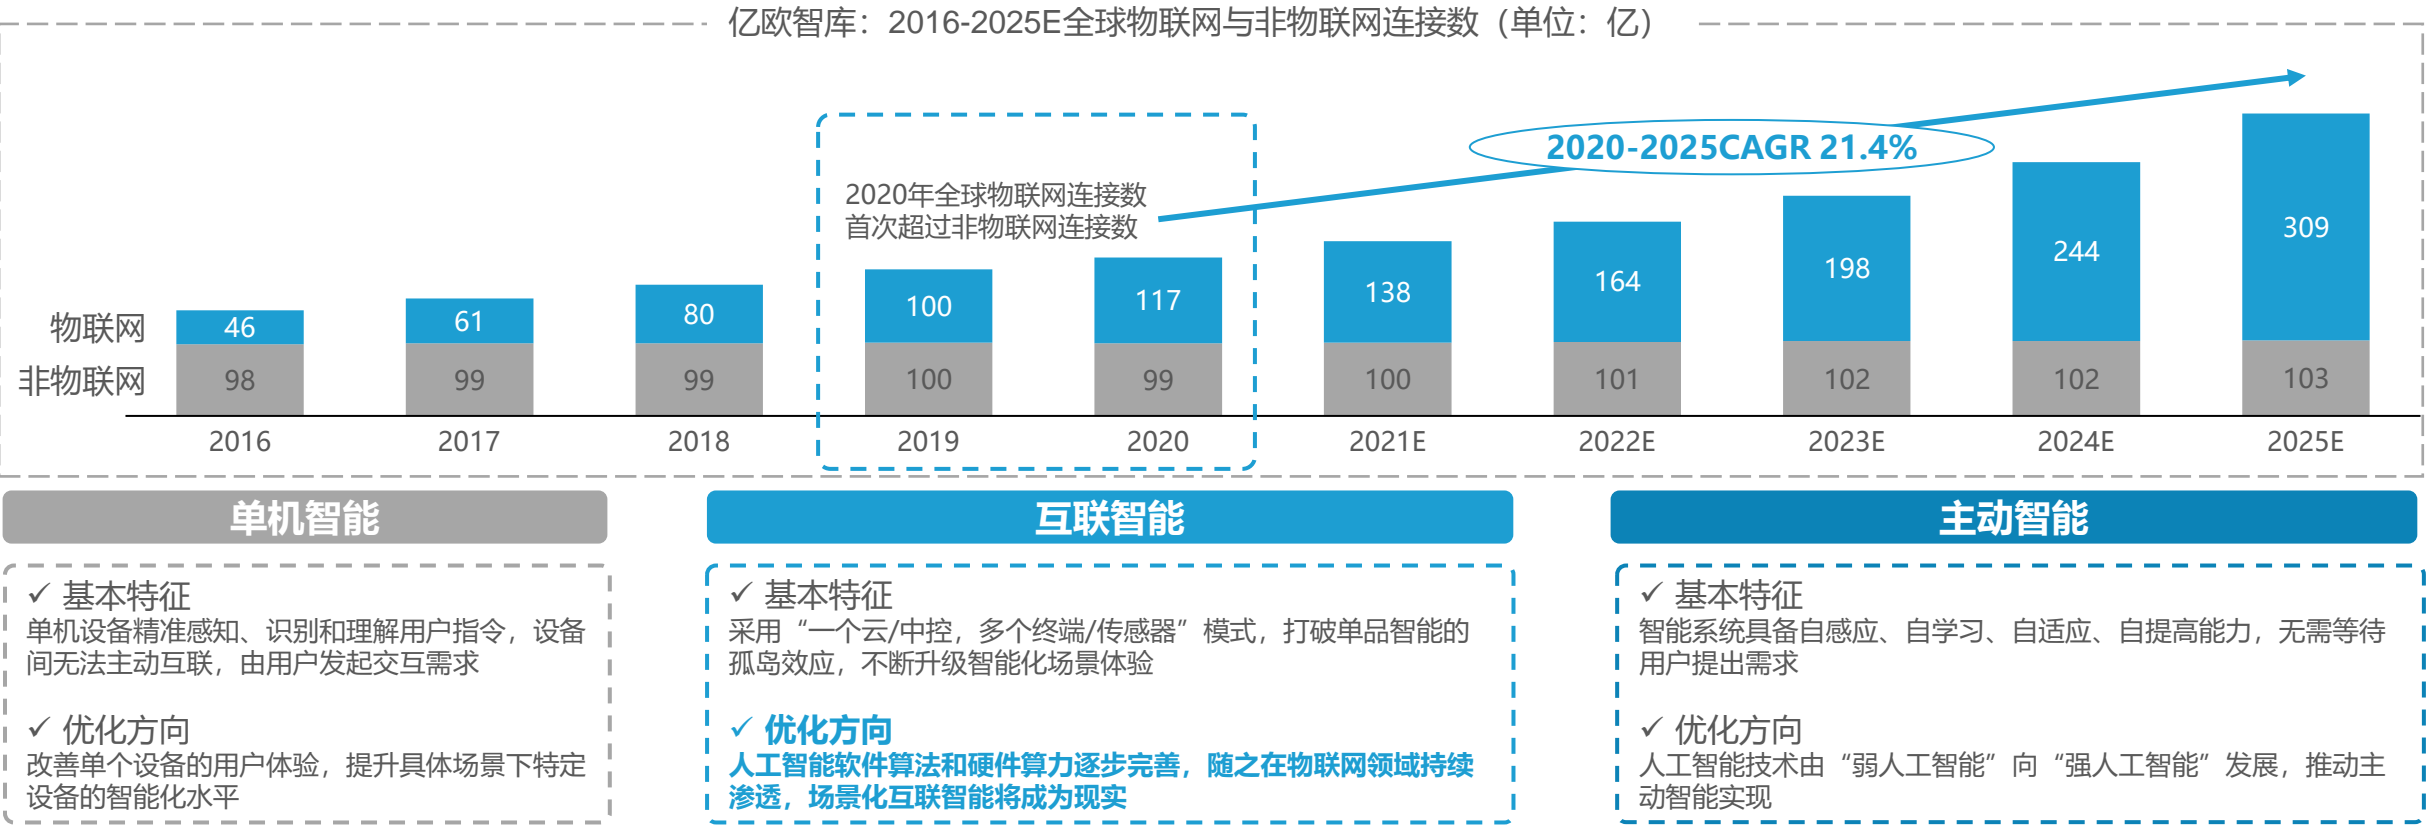 亿欧智库：2016-2025E全球物联网与非物联网连接数（单位：亿）
2020-2025CAGR 21.4%
2020年全球物联网连接数
首次超过非物联网连接数
物联网 46 61 80 100 117 138 164 198 244 309
非物联网 98 99 99 100 99 100 101 102 102 103
2016 2017 2018 2019 2020 2021E 2022E 2023E 2024E 2025E
单机智能
✓ 基本特征
单机设备精准感知、识别和理解用户指令，设备
间无法主动互联，由用户发起交互需求
✓ 优化方向
改善单个设备的用户体验，提升具体场景下特定
设备的智能化水平
互联智能
✓ 基本特征
采用“一个云/中控，多个终端/传感器”模式，打破单品智能的
孤岛效应，不断升级智能化场景体验
✓ 优化方向
人工智能软件算法和硬件算力逐步完善，随之在物联网领域持续
渗透，场景化互联智能将成为现实
主动智能
✓ 基本特征
智能系统具备自感应、自学习、自适应、自提高能力，无需等待
用户提出需求
✓ 优化方向
人工智能技术由“弱人工智能”向“强人工智能”发展，推动主
动智能实现